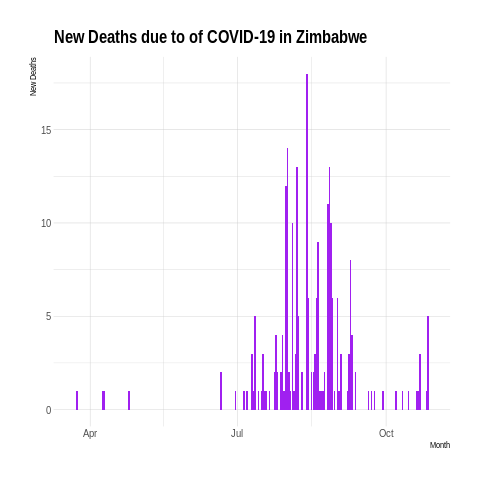 New Deaths due to of COVID-19 in Zimbabwe
New Deaths
15
10
5
0
Apr Jul Oct
Month